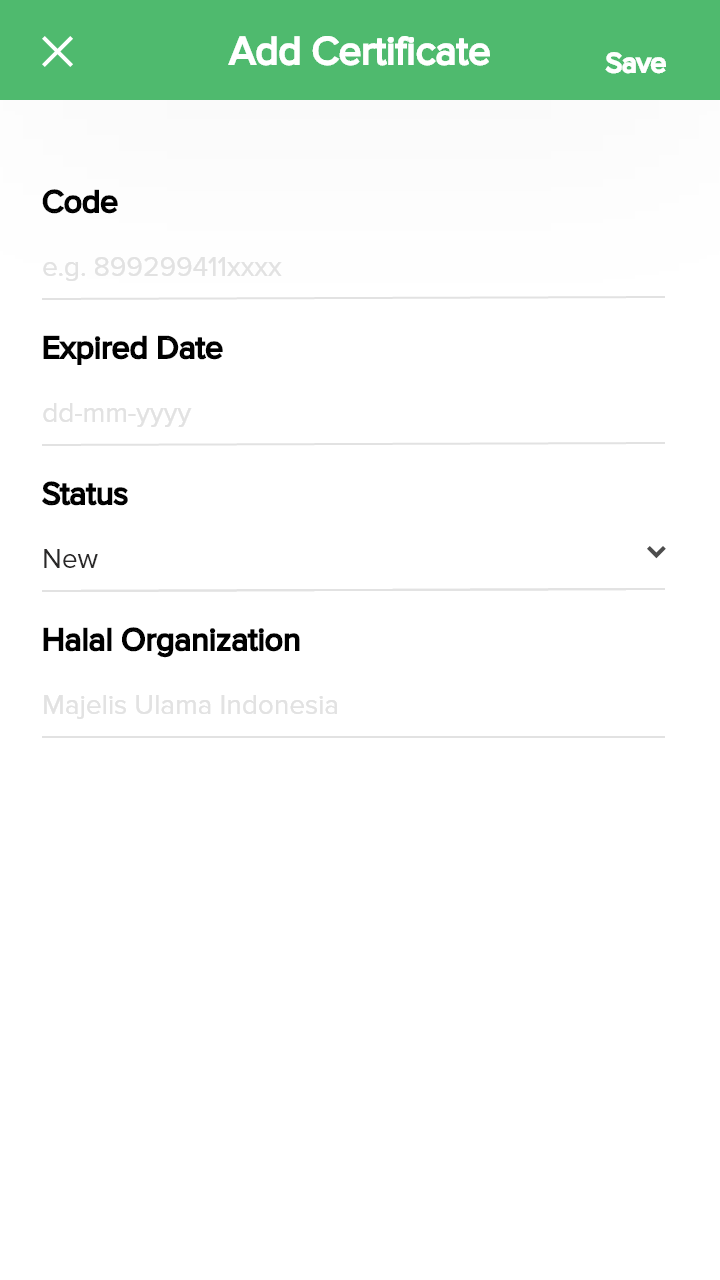 Add Certificate
Save
Code
e.g. 899299411xxxx
Expired Date
dd-mm-yyyy
Status
New
Halal Organization
Majelis Ulama Indonesia